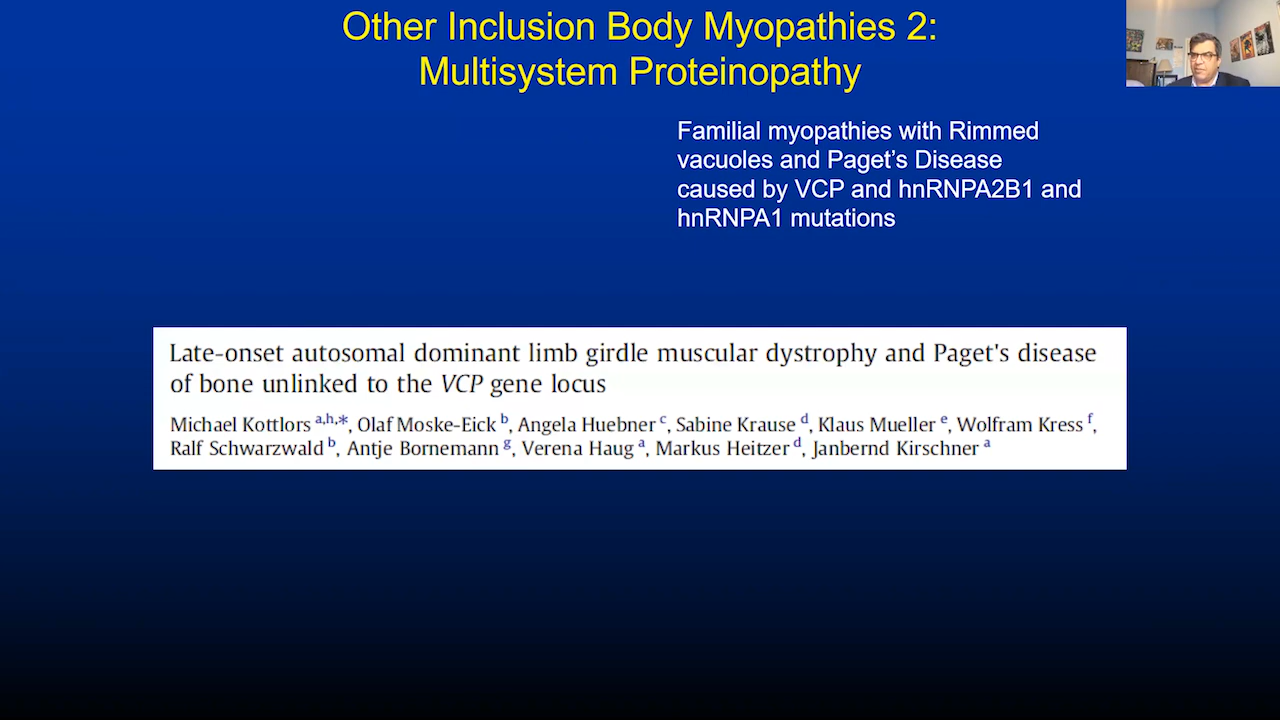 Other Inclusion Body Myopathies 2:
Multisystem Proteinopathy
Familial myopathies with Rimmed
vacuoles and Paget’s Disease
caused by VCP and hnRNPA2B1 and
hnRNPA1 mutations
Late-onset autosomal dominant limb girdle muscular dystrophy and Paget's disease
of bone unlinked to the VCP gene locus
Michael Kottlors a,h,*, Olaf Moske-Eick b, Angela Huebner c, Sabine Krause d, Klaus Mueller e, Wolfram Kress f,
Ralf Schwarzwald b, Antje Bornemann g, Verena Haug a, Markus Heitzer d, Janbernd Kirschner a